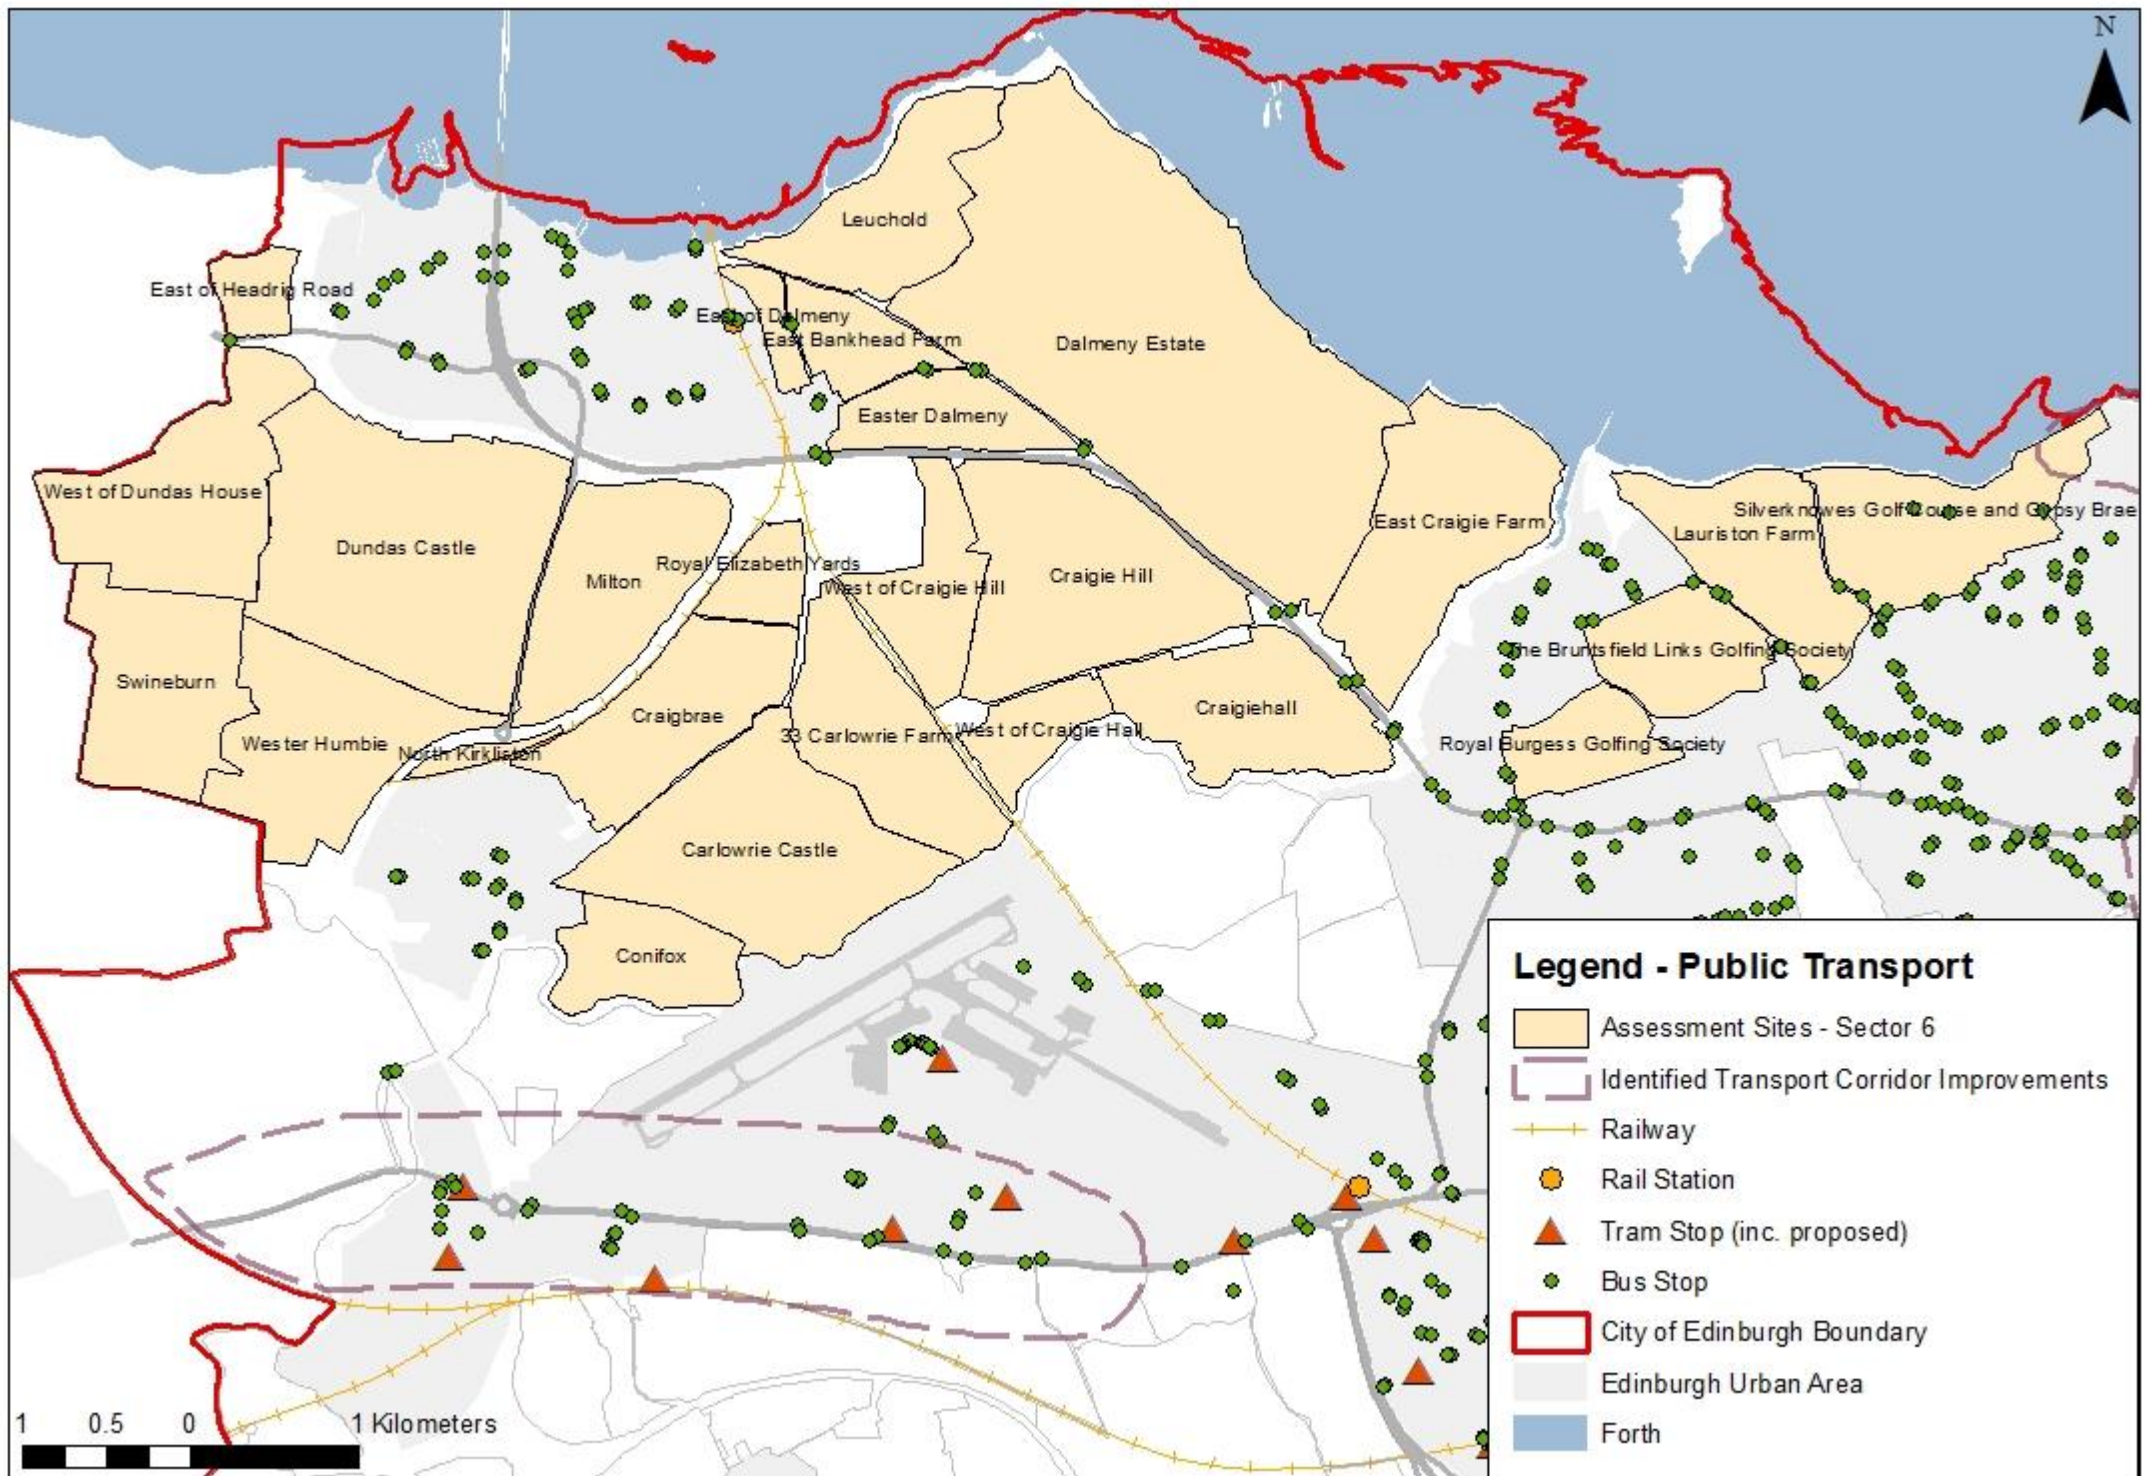 N
Leuchold
East of Headrig Road
East of Dalmeny
East Bankhead Farm
Dalmeny Estate
Easter Dalmeny
West of Dundas House
Silverknowes Golf Course and Gypsy Brae
East Craigie Farm
Lauriston Farm
Dundas Castle
Royal Elizabeth Yards
Milton
Craigie Hill
West of Craigie Hill
The Bruntsfield Links Golfing Society
Swineburn
Craigiehall
Craigbrae
33 Carlowrie Farm
West of Craigie Hall
Wester Humbie
Royal Burgess Golfing Society
North Kirkliston
Carlowrie Castle
Conifox
Legend - Public Transport
Assessment Sites - Sector 6
Identified Transport Corridor Improvements
Railway
Rail Station
Tram Stop (inc. proposed)
Bus Stop
City of Edinburgh Boundary
Edinburgh Urban Area
Forth
1 0.5 0 1 Kilometers